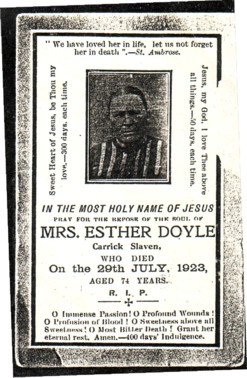 " We have loved her in life, let us not forget
her in death ".—St. Ambrose.
Sweet Heart of Jesus, be Thou my
love.—300 days, each time.
Jesus, my God, I love Thee above
all things.—50 days, each time.
IN THE MOST HOLY NAME OF JESUS
PRAY FOR THE REPOSE OF THE SOUL OF
MRS. ESTHER DOYLE
Carrick Slaven,
WHO DIED
On the 29th JULY, 1923,
AGED 74 YEARS.
R. I. P.
O Immense Passion! O Profound Wounds!
O Profusion of Blood! O Sweetness above all
Sweetness! O Most Bitter Death! Grant her
eternal rest. Amen.—400 days' Indulgence.